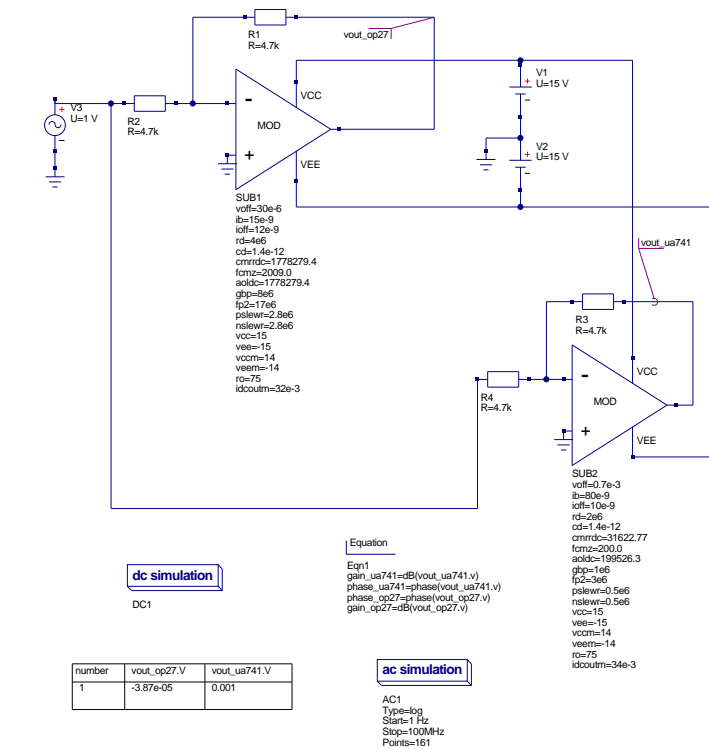 R1
R=4.7k
vout_op27
V3
U=1 V
R2
R=4.7k
-
VCC
MOD
+
VEE
V1
U=15 V
V2
U=15 V
SUB1
voff=30e-6
ib=15e-9
ioff=12e-9
rd=4e6
cd=1.4e-12
cmrrdc=1778279.4
fcmz=2009.0
aoldc=1778279.4
gbp=8e6
fp2=17e6
pslewr=2.8e6
nslewr=2.8e6
vcc=15
vee=-15
vccm=14
veem=-14
ro=75
idcoutm=32e-3
vout_ua741
R3
R=4.7k
R4
R=4.7k
-
VCC
MOD
+
VEE
SUB2
voff=0.7e-3
ib=80e-9
ioff=10e-9
rd=2e6
cd=1.4e-12
cmrrdc=31622.77
fcmz=200.0
aoldc=199526.3
gbp=1e6
fp2=3e6
pslewr=0.5e6
nslewr=0.5e6
vcc=15
vee=-15
vccm=14
veem=-14
ro=75
idcoutm=34e-3
dc simulation
DC1
Equation
Eqn1
gain_ua741=dB(vout_ua741.v)
phase_ua741=phase(vout_ua741.v)
phase_op27=phase(vout_op27.v)
gain_op27=dB(vout_op27.v)
number vout_op27.V vout_ua741.V
1 -3.87e-05 0.001
ac simulation
AC1
Type=log
Start=1 Hz
Stop=100MHz
Points=161